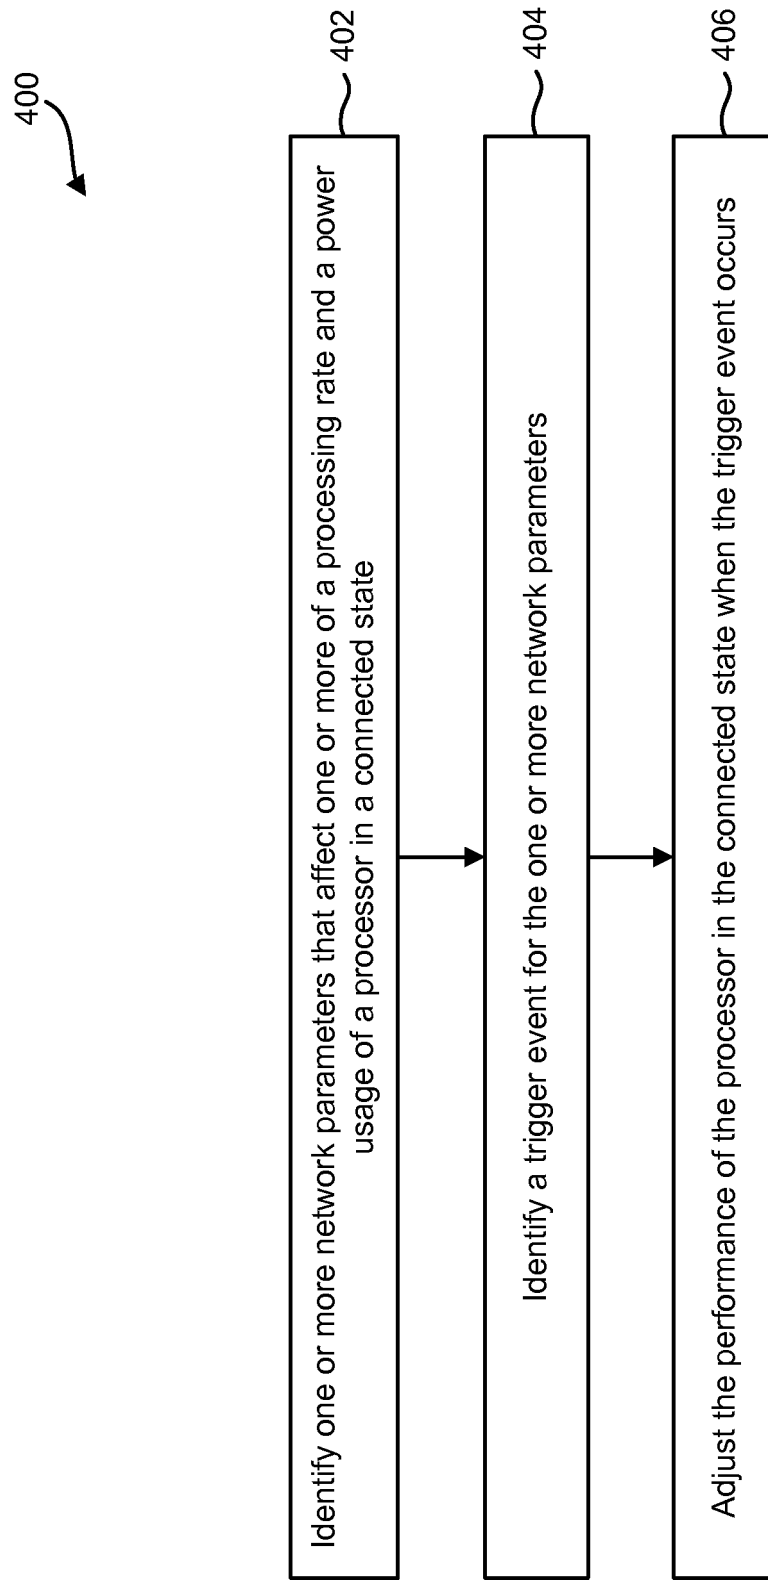 400
Identify one or more network parameters that affect one or more of a processing rate and a power
usage of a processor in a connected state
402
Identify a trigger event for the one or more network parameters
404
Adjust the performance of the processor in the connected state when the trigger event occurs
406